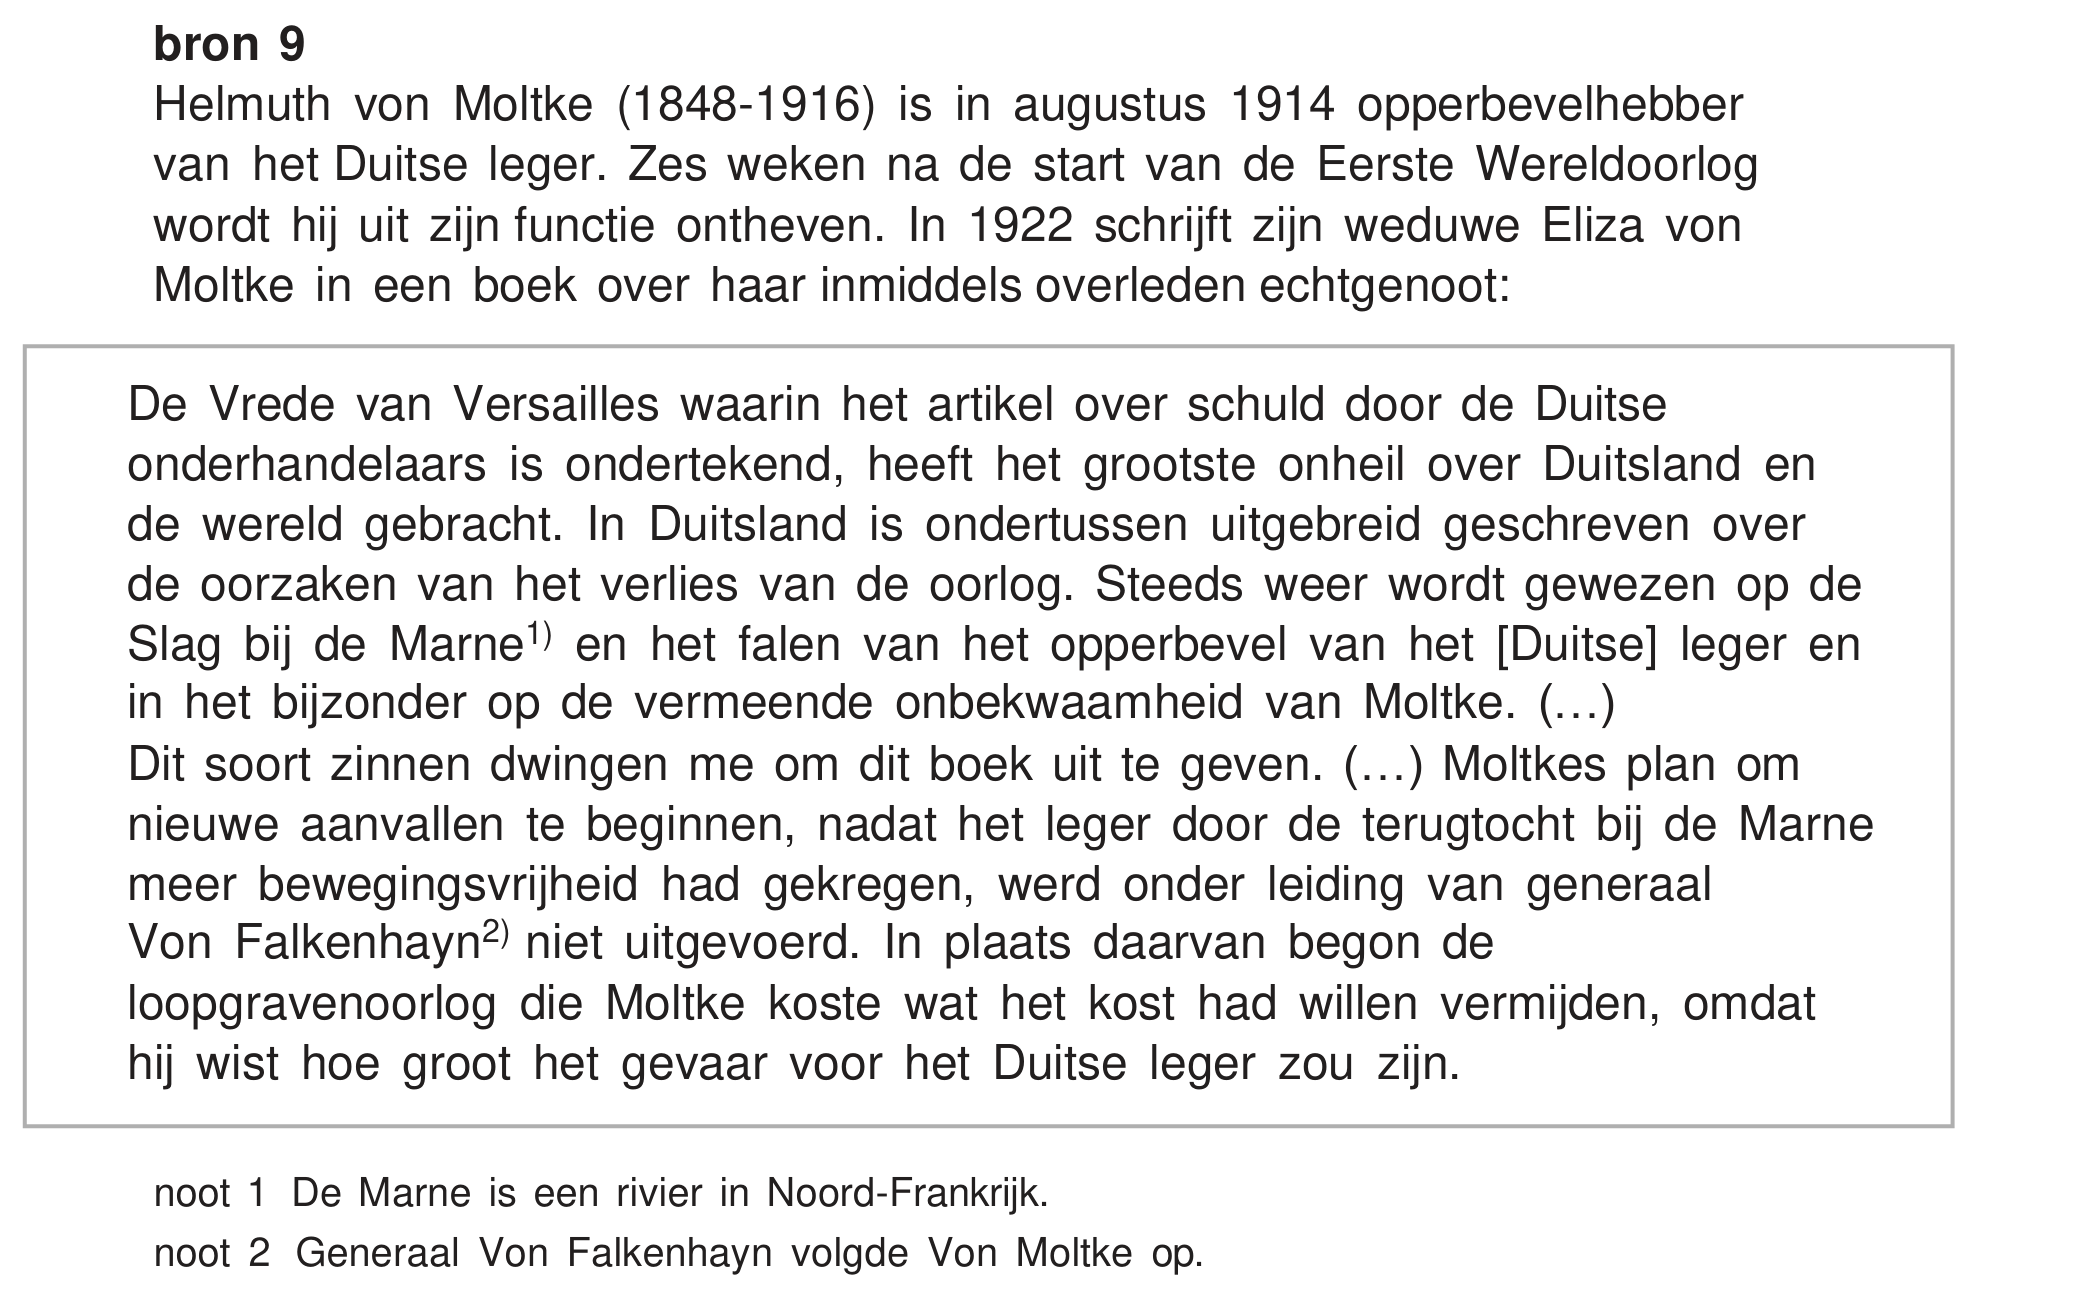 bron 9
Helmuth von Moltke (1848-1916) is in augustus 1914 opperbevelhebber
van het Duitse leger. Zes weken na de start van de Eerste Wereldoorlog
wordt hij uit zijn functie ontheven. In 1922 schrijft zijn weduwe Eliza von
Moltke in een boek over haar inmiddels overleden echtgenoot:
De Vrede van Versailles waarin het artikel over schuld door de Duitse
onderhandelaars is ondertekend, heeft het grootste onheil over Duitsland en
de wereld gebracht. In Duitsland is ondertussen uitgebreid geschreven over
de oorzaken van het verlies van de oorlog. Steeds weer wordt gewezen op de
Slag bij de Marne1) en het falen van het opperbevel van het [Duitse] leger en
in het bijzonder op de vermeende onbekwaamheid van Moltke. (…)
Dit soort zinnen dwingen me om dit boek uit te geven. (…) Moltkes plan om
nieuwe aanvallen te beginnen, nadat het leger door de terugtocht bij de Marne
meer bewegingsvrijheid had gekregen, werd onder leiding van generaal
Von Falkenhayn2) niet uitgevoerd. In plaats daarvan begon de
loopgravenoorlog die Moltke koste wat het kost had willen vermijden, omdat
hij wist hoe groot het gevaar voor het Duitse leger zou zijn.
noot 1 De Marne is een rivier in Noord-Frankrijk.
noot 2 Generaal Von Falkenhayn volgde Von Moltke op.